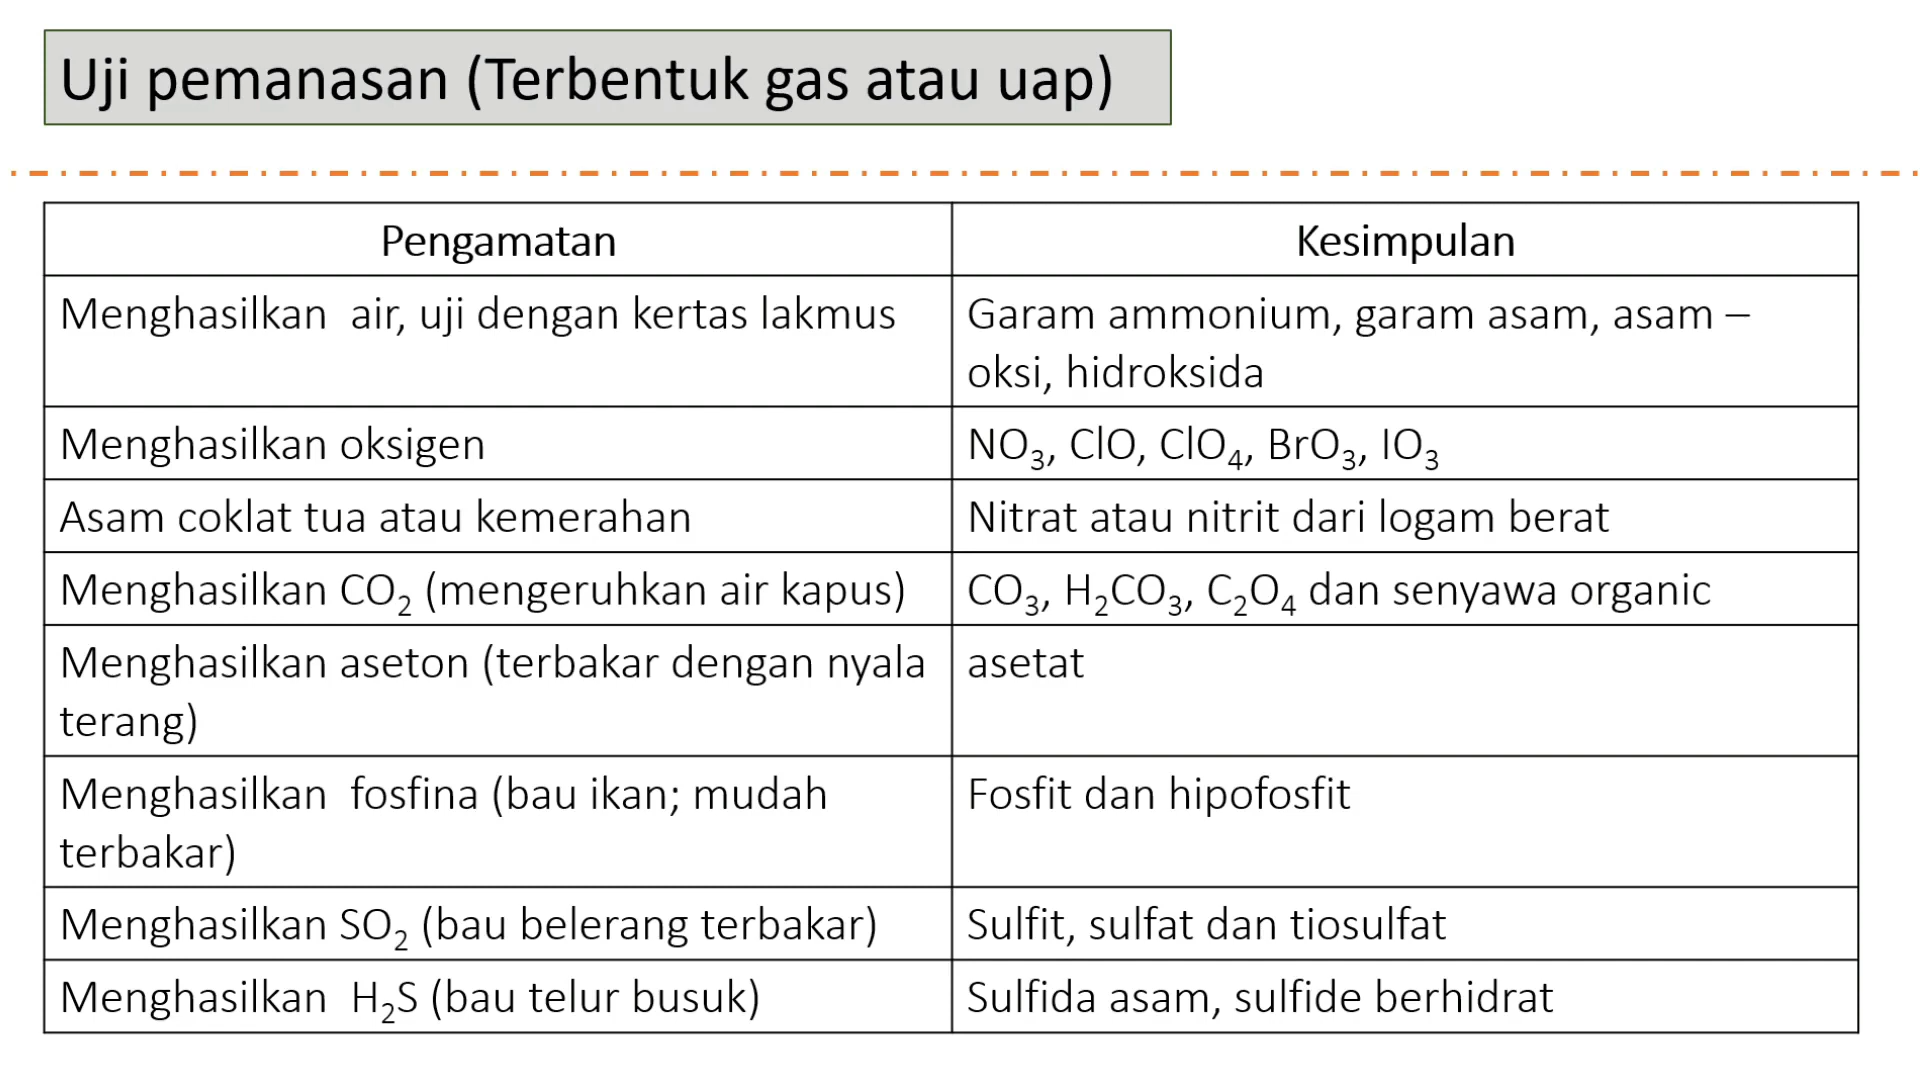 Uji pemanasan (Terbentuk gas atau uap)
Pengamatan
Kesimpulan
Menghasilkan air, uji dengan kertas lakmus
Garam ammonium, garam asam, asam –
oksi, hidroksida
Menghasilkan oksigen
NO₃, ClO, ClO₄, BrO₃, IO₃
Asam coklat tua atau kemerahan
Nitrat atau nitrit dari logam berat
Menghasilkan CO₂ (mengeruhkan air kapus)
CO₃, H₂CO₃, C₂O₄ dan senyawa organic
Menghasilkan aseton (terbakar dengan nyala
terang)
asetat
Menghasilkan fosfina (bau ikan; mudah
terbakar)
Fosfit dan hipofosfit
Menghasilkan SO₂ (bau belerang terbakar)
Sulfit, sulfat dan tiosulfat
Menghasilkan H₂S (bau telur busuk)
Sulfida asam, sulfide berhidrat